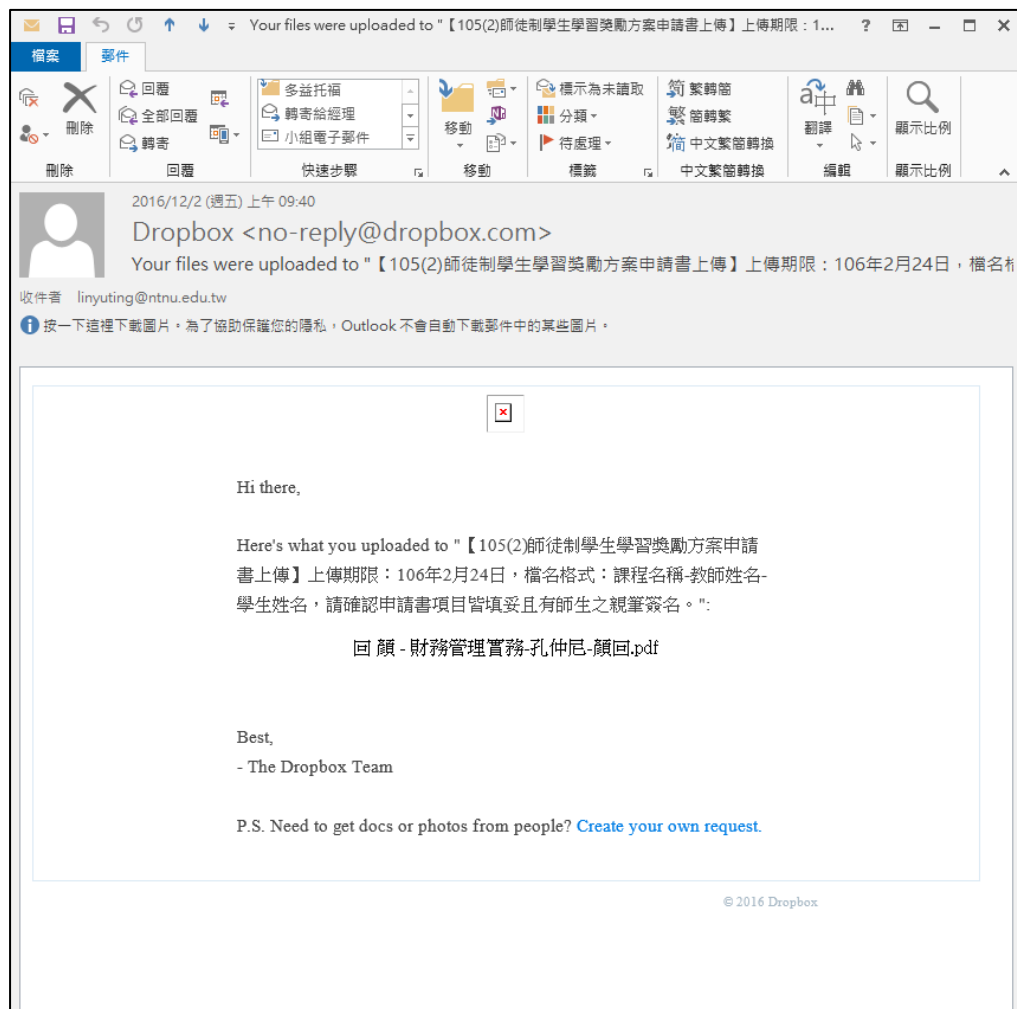 Your files were uploaded to "【105(2)師徒制學生學習獎勵方案申請書上傳】上傳期限：1...
檔案 郵件
刪除
回覆
全部回覆
轉寄
多益托福
轉寄給經理
小組電子郵件
移動
標示為未讀取
分類
待處理
繁轉簡
簡轉繁
中文繁簡轉換
翻譯
顯示比例
刪除 回覆 快速步驟 移動 標籤 中文繁簡轉換 編輯 顯示比例
2016/12/2 (週五) 上午 09:40
Dropbox <no-reply@dropbox.com>
Your files were uploaded to "【105(2)師徒制學生學習獎勵方案申請書上傳】上傳期限：106年2月24日，檔名格
收件者 linyuting@ntnu.edu.tw
按一下這裡下載圖片。為了協助保護您的隱私，Outlook 不會自動下載郵件中的某些圖片。
Hi there,
Here's what you uploaded to "【105(2)師徒制學生學習獎勵方案申請
書上傳】上傳期限：106年2月24日，檔名格式：課程名稱-教師姓名-
學生姓名，請確認申請書項目皆填妥且有師生之親筆簽名。":
回 顏 - 財務管理實務-孔仲尼-顏回.pdf
Best,
- The Dropbox Team
P.S. Need to get docs or photos from people? Create your own request.
© 2016 Dropbox